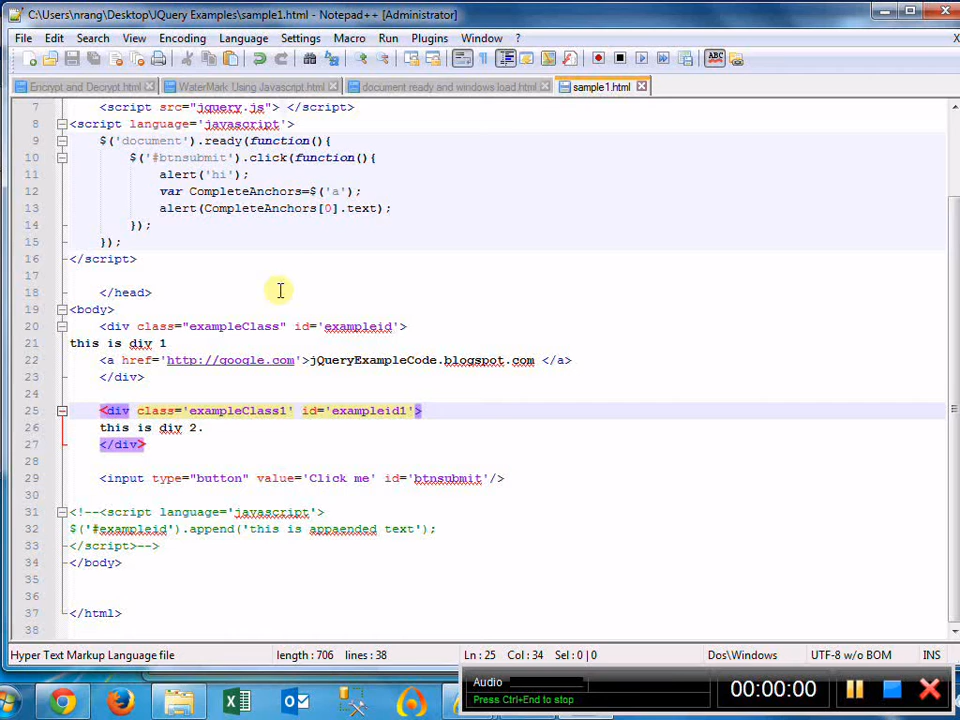 C:\Users\nrang\Desktop\JQuery Examples\sample1.html - Notepad++ [Administrator]
File Edit Search View Encoding Language Settings Macro Run Plugins Window ? X
Encrypt and Decrypt.html WaterMark Using Javascript.html document ready and windows load.html sample1.html
7 <script src="jquery.js"> </script>
8 <script language='javascript'>
9 $('document').ready(function(){
10 $('#btnsubmit').click(function(){
11 alert('hi');
12 var CompleteAnchors=$('a');
13 alert(CompleteAnchors[0].text);
14 });
15 });
16 </script>
17
18 </head>
19 <body>
20 <div class="exampleClass" id='exampleid'>
21 this is div 1
22 <a href='http://google.com'>jQueryExampleCode.blogspot.com </a>
23 </div>
24
25 <div class='exampleClass1' id='exampleid1'>
26 this is div 2.
27 </div>
28
29 <input type="button" value='Click me' id='btnsubmit'/>
30
31 <!--<script language='javascript'>
32 $('#exampleid').append('this is appaended text');
33 </script>-->
34 </body>
35
36
37 </html>
38
Hyper Text Markup Language file length : 706 lines : 38 Ln : 25 Col : 34 Sel : 0 | 0 Dos\Windows UTF-8 w/o BOM INS
Audio
Press Ctrl+End to stop
00:00:00